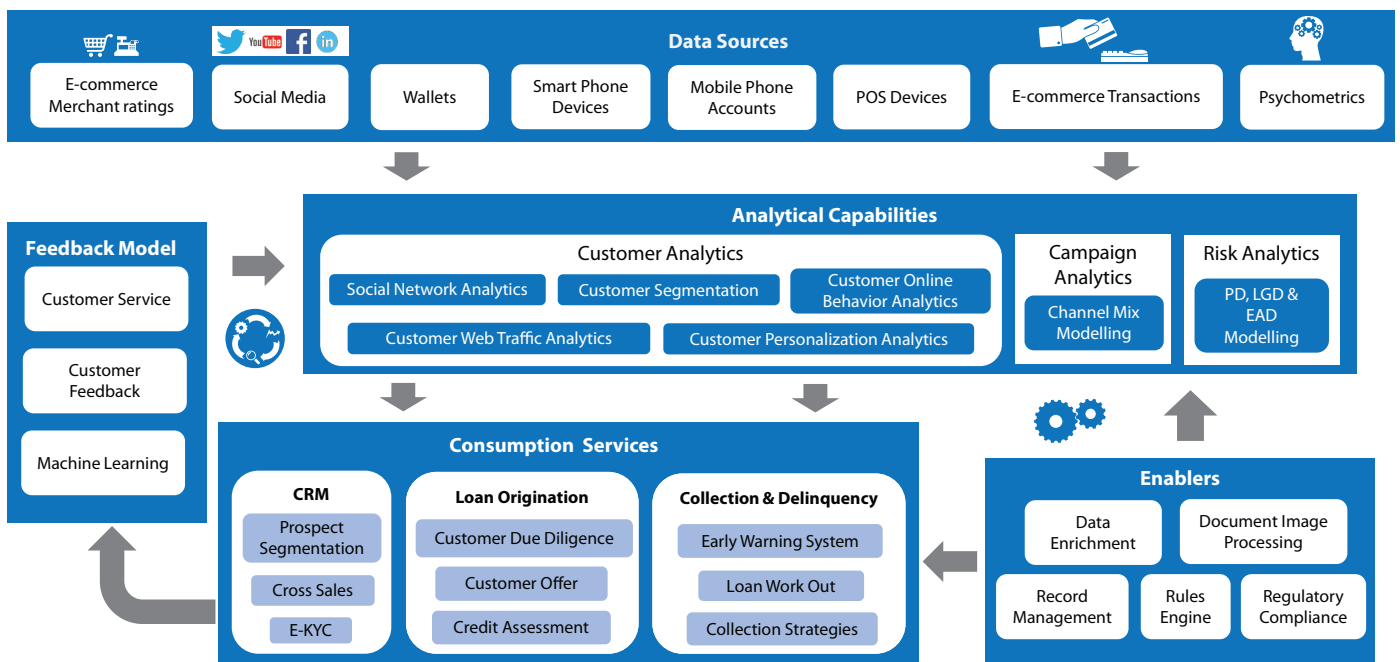 Data Sources
You Tube
f
in
E-commerce
Merchant ratings
Social Media
Wallets
Smart Phone
Devices
Mobile Phone
Accounts
POS Devices
E-commerce Transactions
Psychometrics
Feedback Model
Customer Service
Customer
Feedback
Machine Learning
Analytical Capabilities
Customer Analytics
Social Network Analytics
Customer Segmentation
Customer Online
Behavior Analytics
Customer Web Traffic Analytics
Customer Personalization Analytics
Campaign
Analytics
Channel Mix
Modelling
Risk Analytics
PD, LGD &
EAD
Modelling
Consumption Services
CRM
Prospect
Segmentation
Cross Sales
E-KYC
Loan Origination
Customer Due Diligence
Customer Offer
Credit Assessment
Collection & Delinquency
Early Warning System
Loan Work Out
Collection Strategies
Enablers
Data
Enrichment
Document Image
Processing
Record
Management
Rules
Engine
Regulatory
Compliance